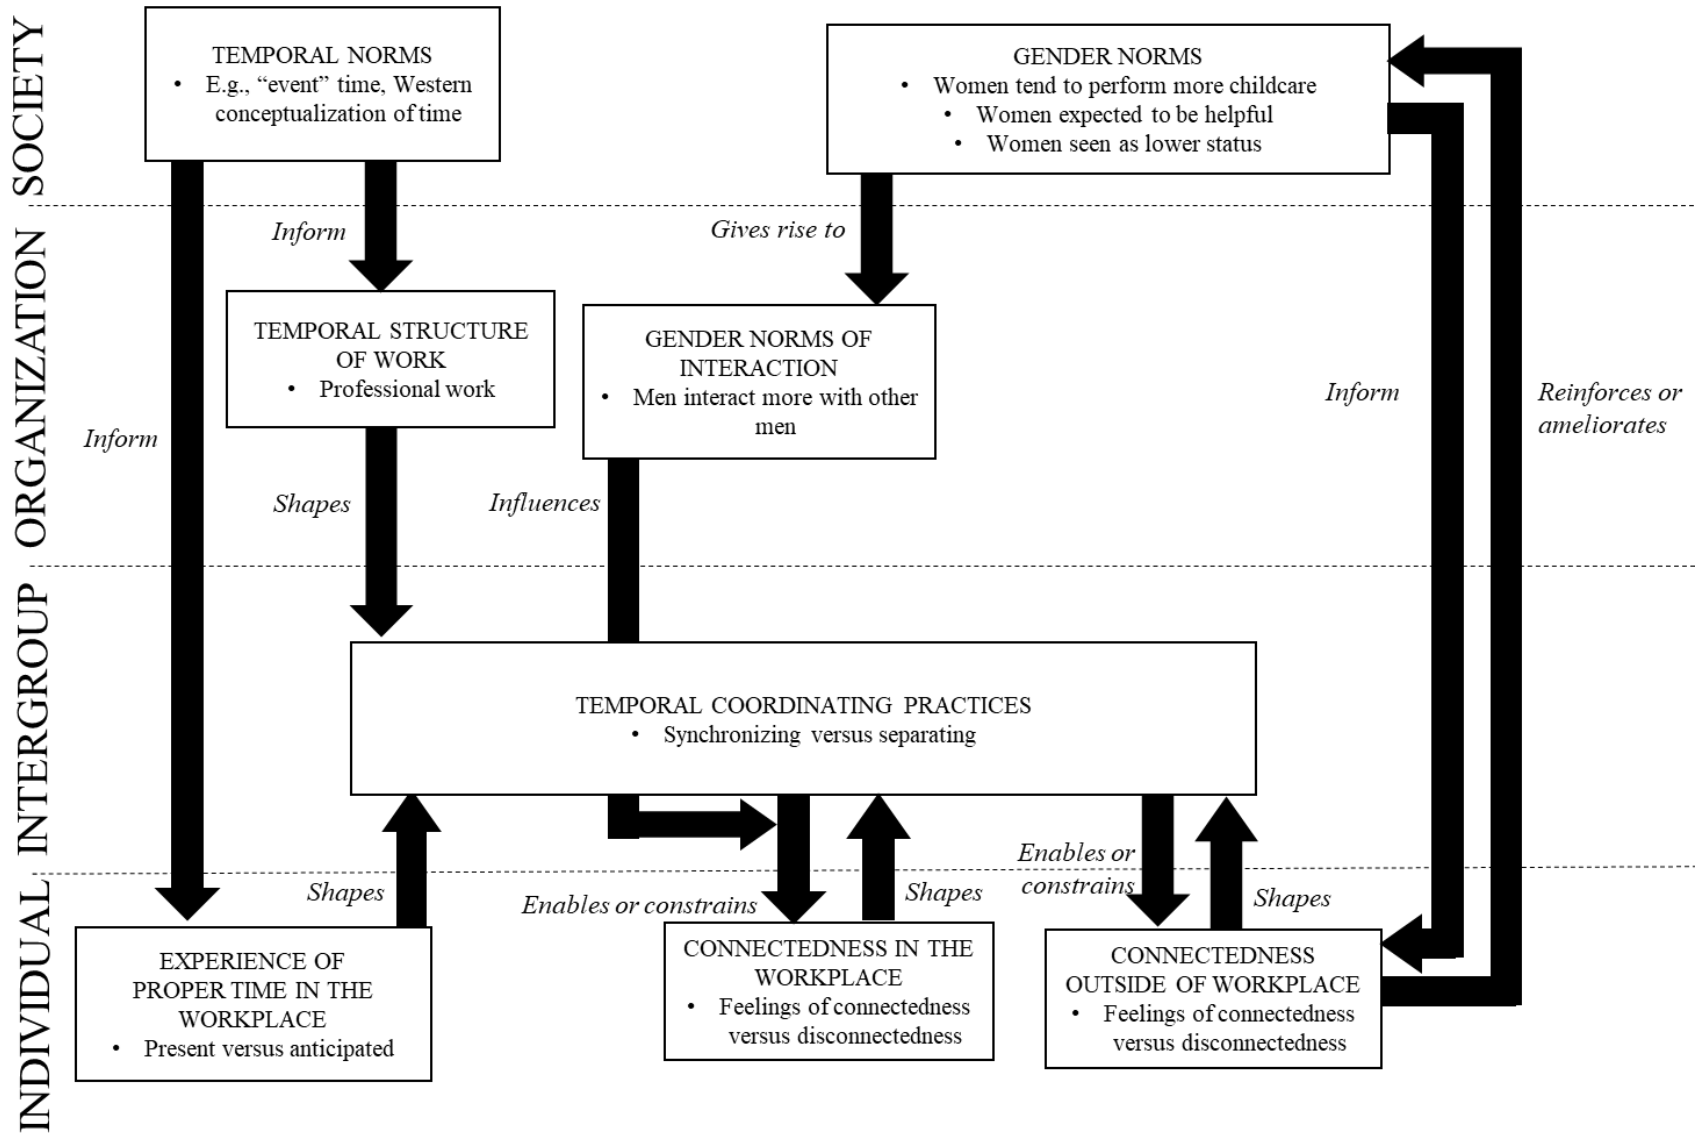 SOCIETY
TEMPORAL NORMS
• E.g., “event” time, Western
conceptualization of time
GENDER NORMS
• Women tend to perform more childcare
• Women expected to be helpful
• Women seen as lower status
ORGANIZATION
Inform
Gives rise to
TEMPORAL STRUCTURE
OF WORK
• Professional work
GENDER NORMS OF
INTERACTION
• Men interact more with other
men
Inform
Inform
Reinforces or
ameliorates
Shapes
Influences
INTERGROUP
TEMPORAL COORDINATING PRACTICES
• Synchronizing versus separating
Enables or
constrains
INDIVIDUAL
Shapes
Enables or constrains
Shapes
Shapes
EXPERIENCE OF
PROPER TIME IN THE
WORKPLACE
• Present versus anticipated
CONNECTEDNESS IN THE
WORKPLACE
• Feelings of connectedness
versus disconnectedness
CONNECTEDNESS
OUTSIDE OF WORKPLACE
• Feelings of connectedness
versus disconnectedness